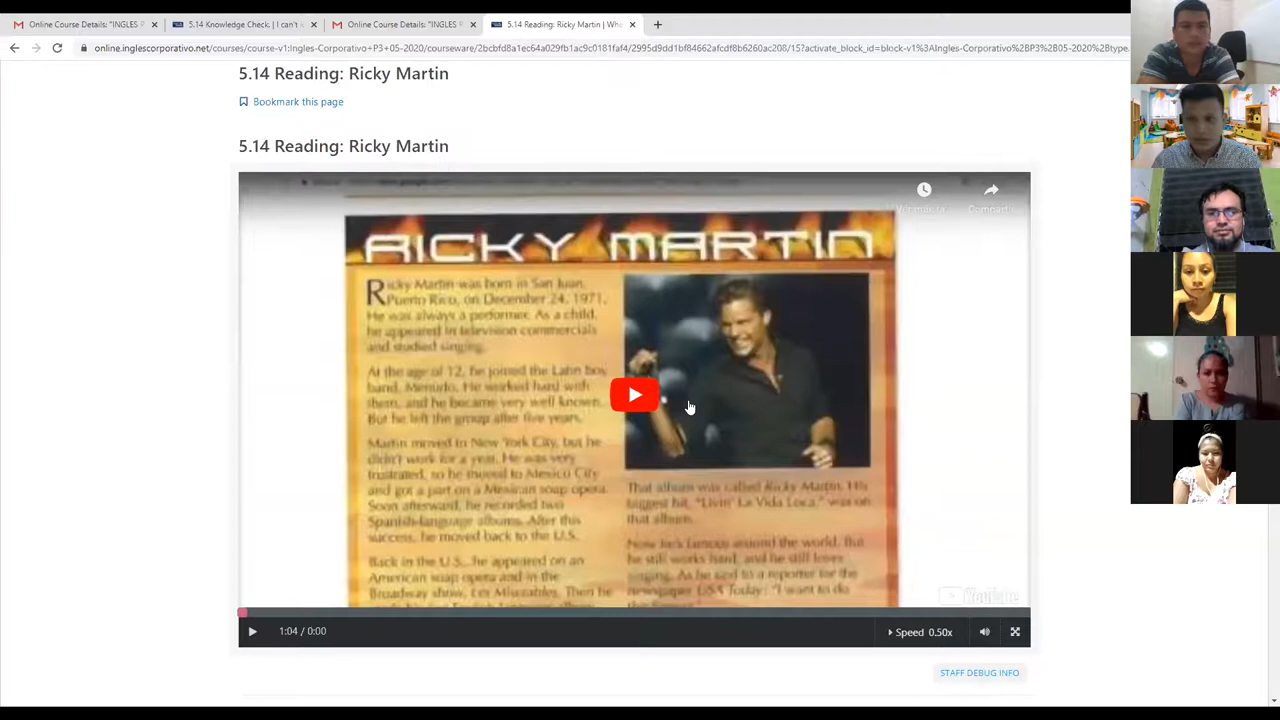 Online Course Details: "INGLES
5.14 Knowledge Check. | I can't
Online Course Details: "INGLES
5.14 Reading: Ricky Martin | Wh
online.inglescorporativo.net/courses/course-v1:Ingles-Corporativo+P3+05-2020/courseware/2bcbfd8a1ec64a029fb1ac9c0181faf4/2995d9dd1bf84662afcdf8b6260ac208/15?activate_block_id=block-v1%3AIngles-Corporativo%2BP3%2B05-2020%2Btype
5.14 Reading: Ricky Martin
Bookmark this page
5.14 Reading: Ricky Martin
RICKY MARTIN
Ricky Martin was born in San Juan,
Puerto Rico, on December 24, 1971.
He was always a performer. As a child,
he appeared in television commercials
and studied singing.
At the age of 12, he joined the Latin boy
band, Menudo. He worked hard with
them, and he became very well known.
But he left the group after five years.
Martin moved to New York City, but he
didn't work for a year. He was very
frustrated, so he moved to Mexico City
and got a part on a Mexican soap opera.
Soon afterward, he recorded two
Spanish-language albums. After this
success, he moved back to the U.S.
Back in the U.S., he appeared on an
American soap opera and in the
Broadway show, Les Miserables. Then he
That album was called Ricky Martin. His
biggest hit, "Livin' La Vida Loca," was on
that album.
Now he's famous around the world. But
he still works hard, and he still loves
singing. As he said to a reporter for the
newspaper USA Today: "I want to do
YouTube
1:04 / 0:00
Speed 0.50x
STAFF DEBUG INFO